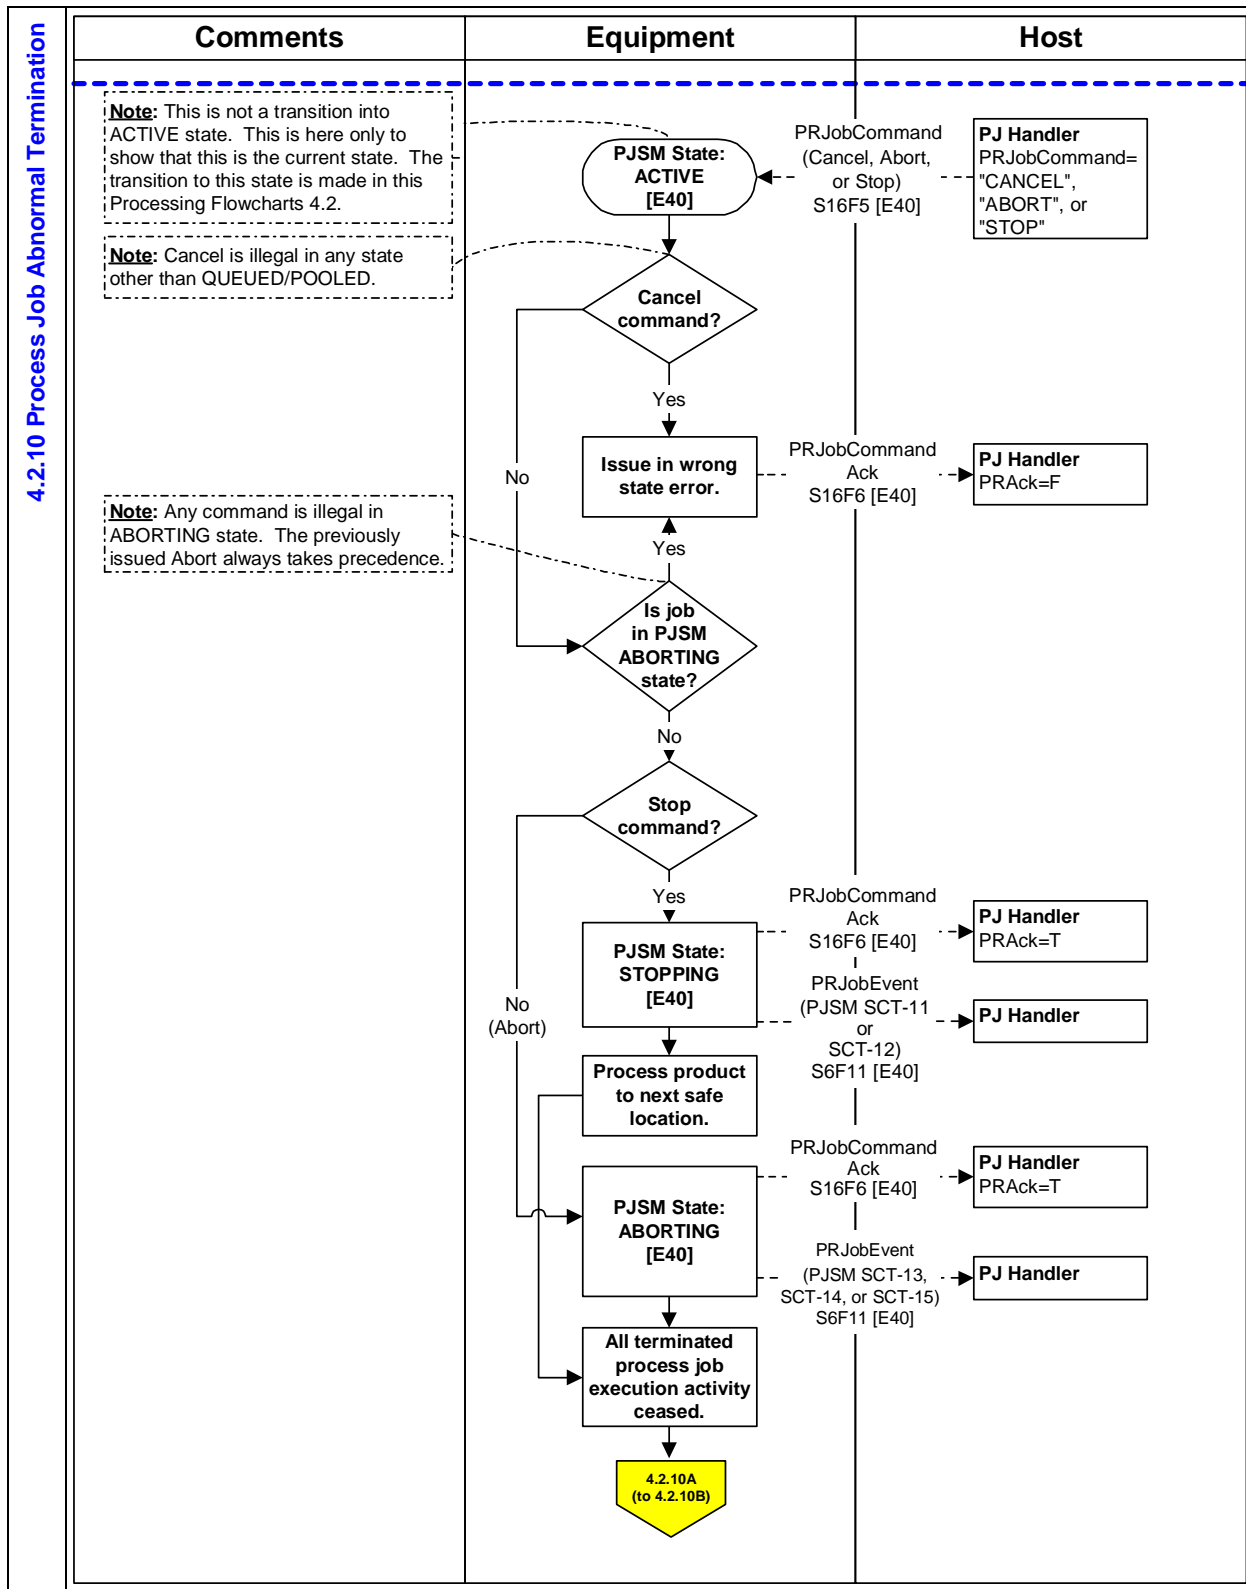 4.2.10 Process Job Abnormal Termination
Comments
Equipment
Host
Note: This is not a transition into
ACTIVE state. This is here only to
show that this is the current state. The
transition to this state is made in this
Processing Flowcharts 4.2.
PJSM State:
ACTIVE
[E40]
PRJobCommand
(Cancel, Abort,
or Stop)
S16F5 [E40]
PJ Handler
PRJobCommand=
"CANCEL",
"ABORT", or
"STOP"
Note: Cancel is illegal in any state
other than QUEUED/POOLED.
Cancel
command?
Yes
No
Issue in wrong
state error.
PRJobCommand
Ack
S16F6 [E40]
PJ Handler
PRAck=F
Note: Any command is illegal in
ABORTING state. The previously
issued Abort always takes precedence.
Yes
Is job
in PJSM
ABORTING
state?
No
Stop
command?
Yes
No
(Abort)
PJSM State:
STOPPING
[E40]
PRJobCommand
Ack
S16F6 [E40]
PJ Handler
PRAck=T
PRJobEvent
(PJSM SCT-11
or
SCT-12)
S6F11 [E40]
PJ Handler
Process product
to next safe
location.
PJSM State:
ABORTING
[E40]
PRJobCommand
Ack
S16F6 [E40]
PJ Handler
PRAck=T
PRJobEvent
(PJSM SCT-13,
SCT-14, or SCT-15)
S6F11 [E40]
PJ Handler
All terminated
process job
execution activity
ceased.
4.2.10A
(to 4.2.10B)